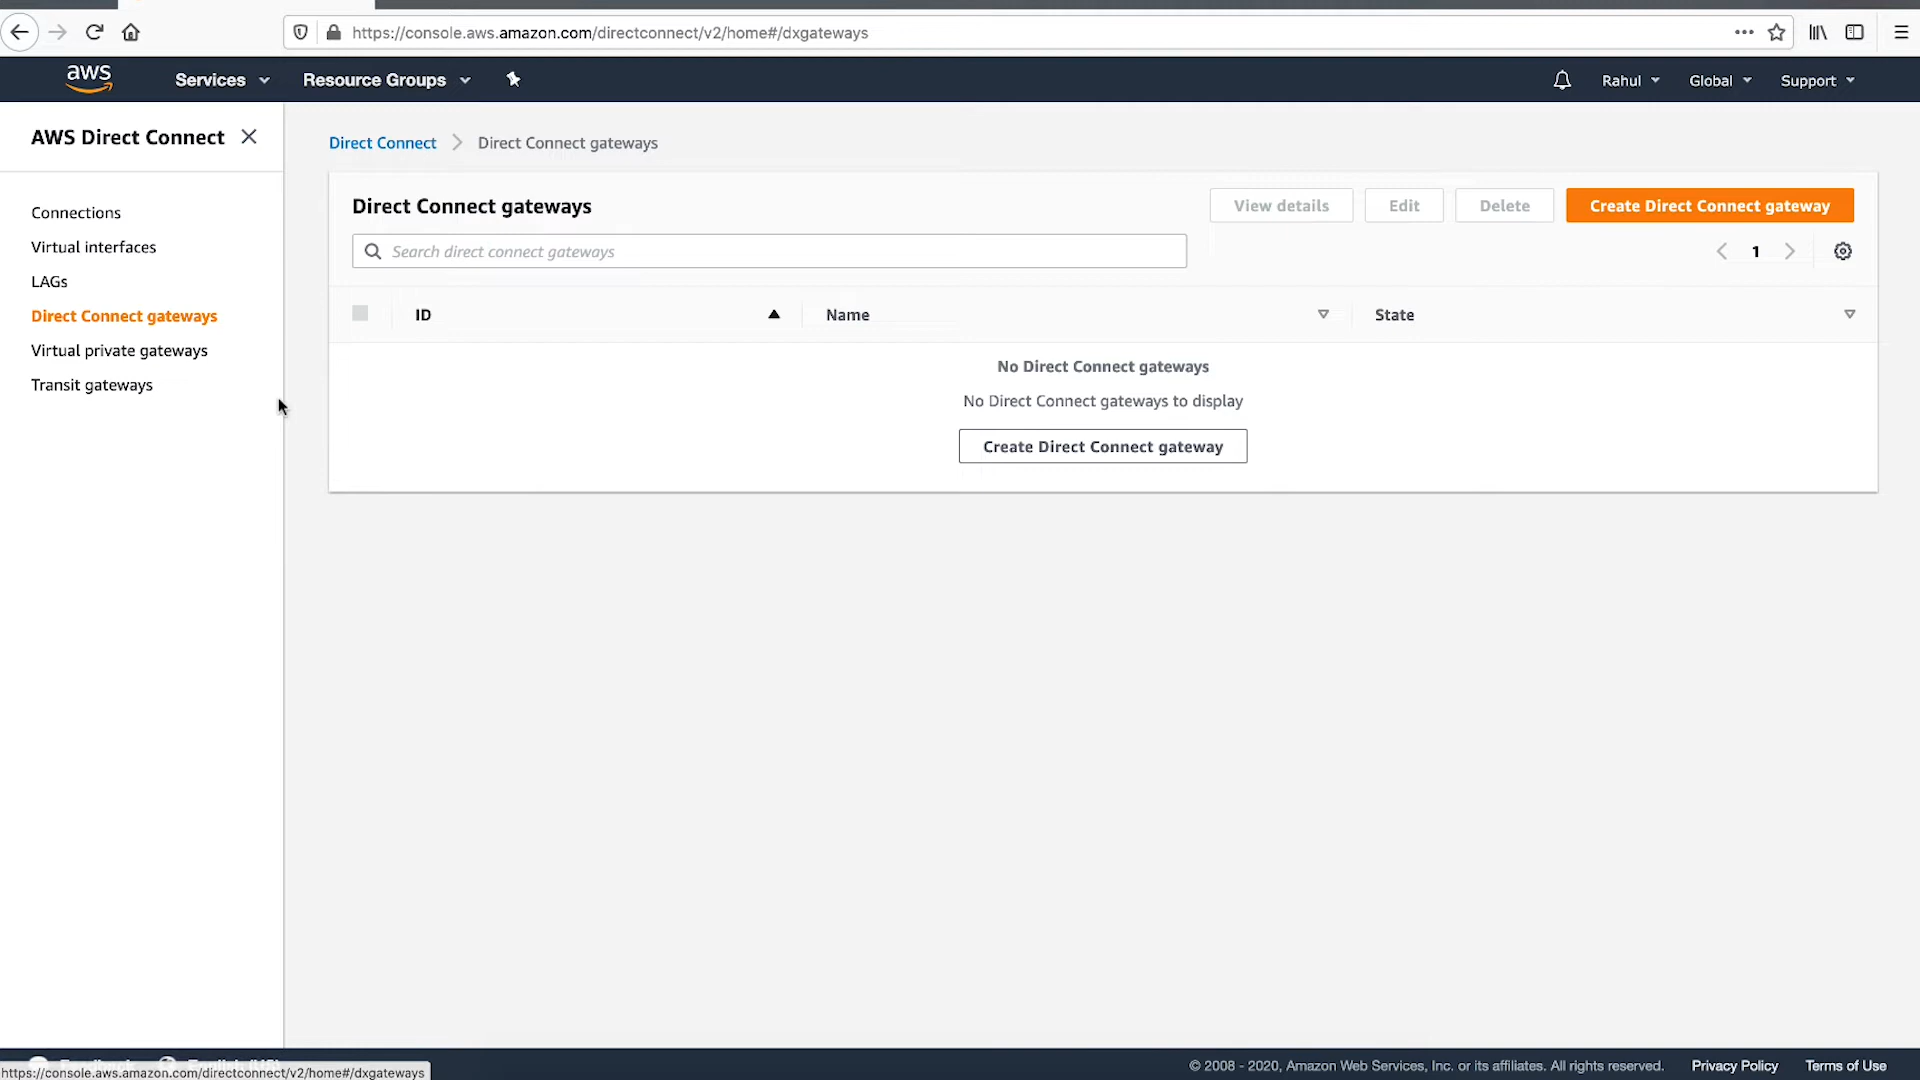 https://console.aws.amazon.com/directconnect/v2/home#/dxgateways
aws
Services
Resource Groups
Rahul
Global
Support
AWS Direct Connect
Connections
Virtual interfaces
LAGs
Direct Connect gateways
Virtual private gateways
Transit gateways
Direct Connect
Direct Connect gateways
Direct Connect gateways
View details
Edit
Delete
Create Direct Connect gateway
Search direct connect gateways
1
ID
Name
State
No Direct Connect gateways
No Direct Connect gateways to display
Create Direct Connect gateway
https://console.aws.amazon.com/directconnect/v2/home#/dxgateways
© 2008 - 2020, Amazon Web Services, Inc. or its affiliates. All rights reserved.
Privacy Policy
Terms of Use